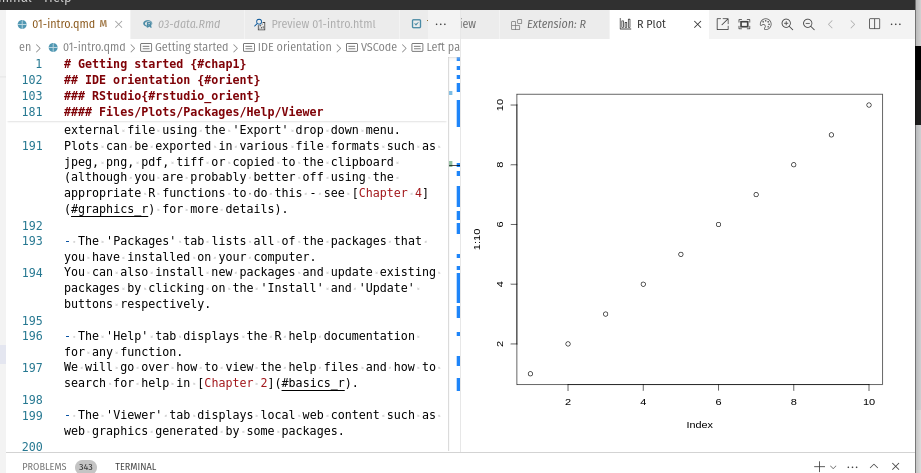 Help
01-intro.qmd M
03-data.Rmd
Preview 01-intro.html
Extension: R
R Plot
en > 01-intro.qmd > Getting started > IDE orientation > VSCode > Left pa
1 # Getting started {#chap1}
102 ## IDE orientation {#orient}
103 ### RStudio{#rstudio_orient}
181 #### Files/Plots/Packages/Help/Viewer
external file using the 'Export' drop down menu.
191 Plots can be exported in various file formats such as
jpeg, png, pdf, tiff or copied to the clipboard
(although you are probably better off using the
appropriate R functions to do this - see [Chapter 4]
(#graphics_r) for more details).
192
193 - The 'Packages' tab lists all of the packages that
you have installed on your computer.
194 You can also install new packages and update existing
packages by clicking on the 'Install' and 'Update'
buttons respectively.
195
196 - The 'Help' tab displays the R help documentation
for any function.
197 We will go over how to view the help files and how to
search for help in [Chapter 2](#basics_r).
198
199 - The 'Viewer' tab displays local web content such as
web graphics generated by some packages.
200
10
8
6
4
2
1:10
2 4 6 8 10
Index
PROBLEMS 343 TERMINAL